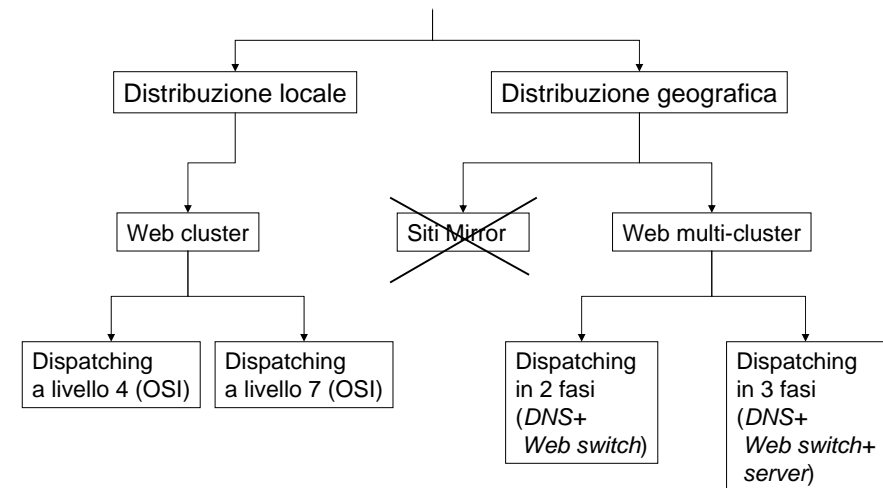 Distribuzione locale
Distribuzione geografica
Web cluster
Siti Mirror
Web multi-cluster
Dispatching
a livello 4 (OSI)
Dispatching
a livello 7 (OSI)
Dispatching
in 2 fasi
(DNS+
Web switch)
Dispatching
in 3 fasi
(DNS+
Web switch+
server)